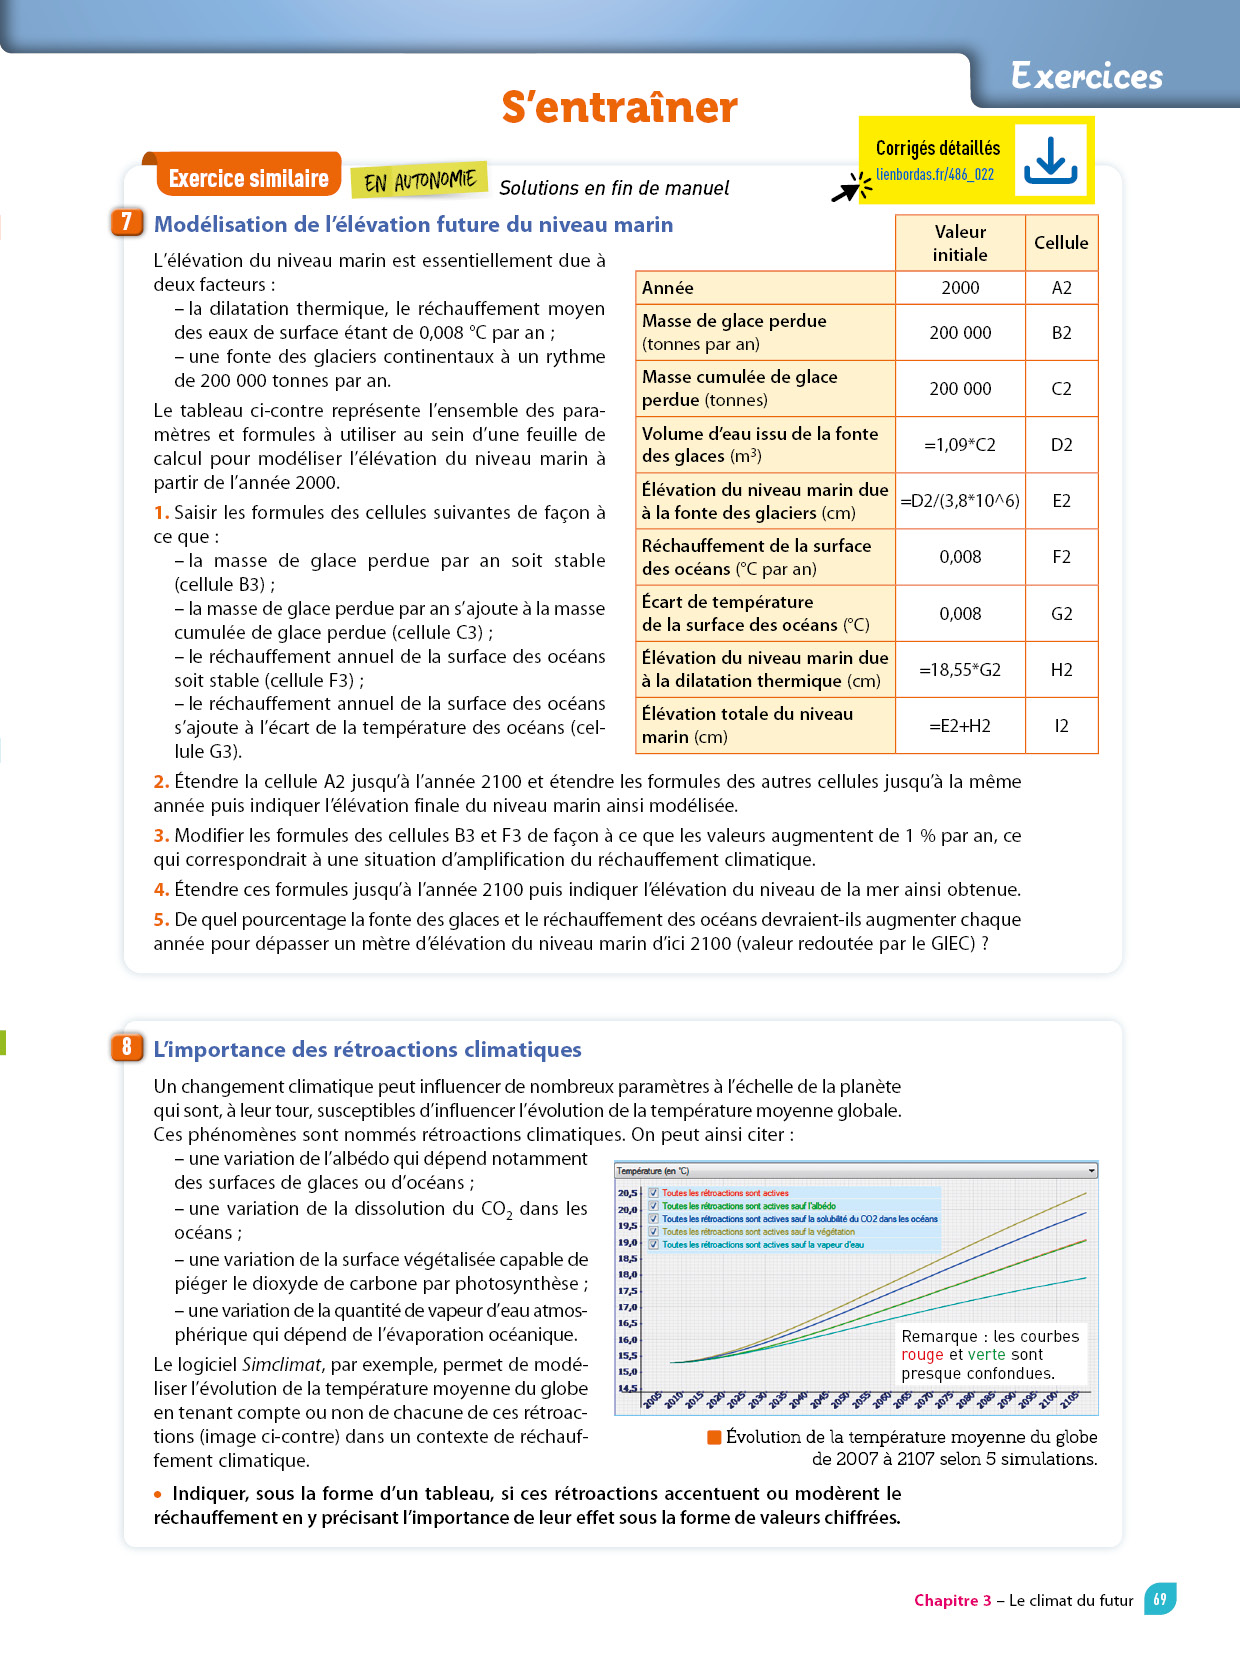 Exercices
S'entraîner
Corrigés détaillés
lienbordas.fr/486_022
Exercice similaire
EN AUTONOMIE
Solutions en fin de manuel
7 Modélisation de l'élévation future du niveau marin
L'élévation du niveau marin est essentiellement due à
deux facteurs :
– la dilatation thermique, le réchauffement moyen
des eaux de surface étant de 0,008 °C par an ;
– une fonte des glaciers continentaux à un rythme
de 200 000 tonnes par an.
Le tableau ci-contre représente l'ensemble des para-
mètres et formules à utiliser au sein d'une feuille de
calcul pour modéliser l'élévation du niveau marin à
partir de l'année 2000.
1. Saisir les formules des cellules suivantes de façon à
ce que :
– la masse de glace perdue par an soit stable
(cellule B3) ;
– la masse de glace perdue par an s'ajoute à la masse
cumulée de glace perdue (cellule C3) ;
– le réchauffement annuel de la surface des océans
soit stable (cellule F3) ;
– le réchauffement annuel de la surface des océans
s'ajoute à l'écart de la température des océans (cel-
lule G3).
Valeur
initiale
Cellule
Année 2000 A2
Masse de glace perdue
(tonnes par an)
200 000 B2
Masse cumulée de glace
perdue (tonnes)
200 000 C2
Volume d'eau issu de la fonte
des glaces (m³)
=1,09*C2 D2
Élévation du niveau marin due
à la fonte des glaciers (cm)
=D2/(3,8*10^6) E2
Réchauffement de la surface
des océans (°C par an)
0,008 F2
Écart de température
de la surface des océans (°C)
0,008 G2
Élévation du niveau marin due
à la dilatation thermique (cm)
=18,55*G2 H2
Élévation totale du niveau
marin (cm)
=E2+H2 I2
2. Étendre la cellule A2 jusqu'à l'année 2100 et étendre les formules des autres cellules jusqu'à la même
année puis indiquer l'élévation finale du niveau marin ainsi modélisée.
3. Modifier les formules des cellules B3 et F3 de façon à ce que les valeurs augmentent de 1 % par an, ce
qui correspondrait à une situation d'amplification du réchauffement climatique.
4. Étendre ces formules jusqu'à l'année 2100 puis indiquer l'élévation du niveau de la mer ainsi obtenue.
5. De quel pourcentage la fonte des glaces et le réchauffement des océans devraient-ils augmenter chaque
année pour dépasser un mètre d'élévation du niveau marin d'ici 2100 (valeur redoutée par le GIEC) ?
8 L'importance des rétroactions climatiques
Un changement climatique peut influencer de nombreux paramètres à l'échelle de la planète
qui sont, à leur tour, susceptibles d'influencer l'évolution de la température moyenne globale.
Ces phénomènes sont nommés rétroactions climatiques. On peut ainsi citer :
– une variation de l'albédo qui dépend notamment
des surfaces de glaces ou d'océans ;
– une variation de la dissolution du CO₂ dans les
océans ;
– une variation de la surface végétalisée capable de
piéger le dioxyde de carbone par photosynthèse ;
– une variation de la quantité de vapeur d'eau atmos-
phérique qui dépend de l'évaporation océanique.
Le logiciel Simclimat, par exemple, permet de modé-
liser l'évolution de la température moyenne du globe
en tenant compte ou non de chacune de ces rétroac-
tions (image ci-contre) dans un contexte de réchauf-
fement climatique.
Température (en °C)
Toutes les rétroactions sont actives
Toutes les rétroactions sont actives sauf l'albédo
Toutes les rétroactions sont actives sauf la solubilité du CO2 dans les océans
Toutes les rétroactions sont actives sauf la végétation
Toutes les rétroactions sont actives sauf la vapeur d'eau
20,5
20,0
19,5
19,0
18,5
18,0
17,5
17,0
16,5
16,0
15,5
15,0
14,5
2005 2010 2015 2020 2025 2030 2035 2040 2045 2050 2055 2060 2065 2070 2075 2080 2085 2090 2095 2100 2105
Remarque : les courbes
rouge et verte sont
presque confondues.
Évolution de la température moyenne du globe
de 2007 à 2107 selon 5 simulations.
• Indiquer, sous la forme d'un tableau, si ces rétroactions accentuent ou modèrent le
réchauffement en y précisant l'importance de leur effet sous la forme de valeurs chiffrées.
Chapitre 3 – Le climat du futur 69